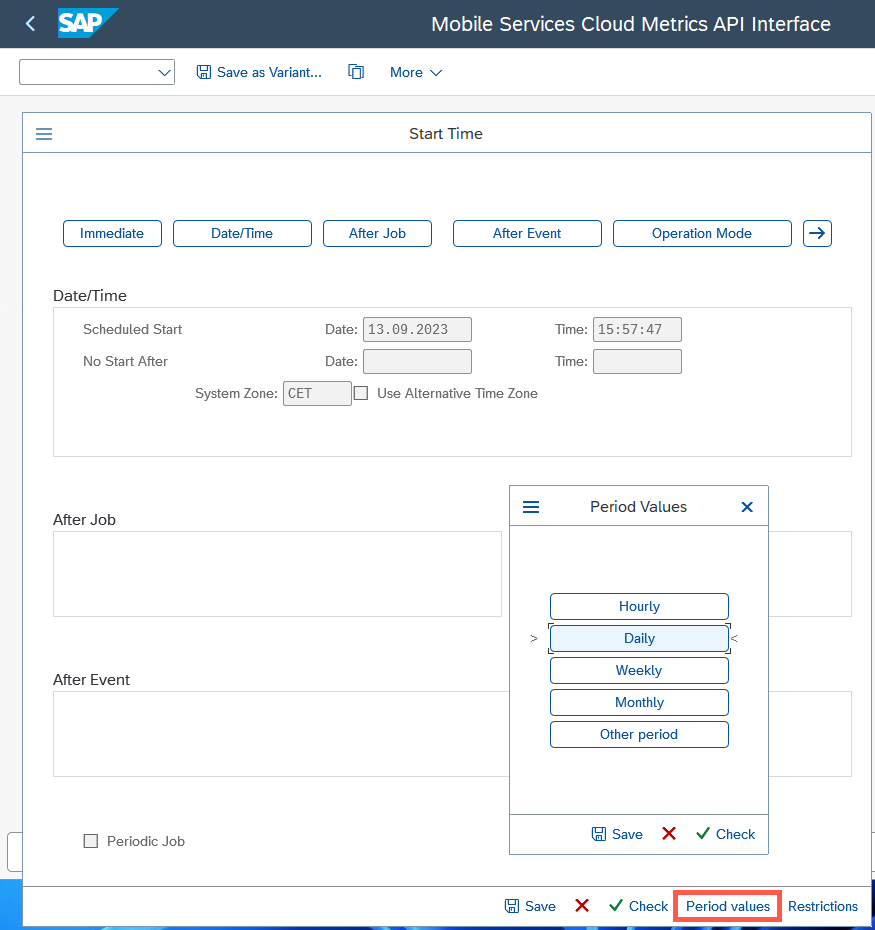 SAP Mobile Services Cloud Metrics API Interface
Save as Variant... More
Start Time
Immediate Date/Time After Job After Event Operation Mode
Date/Time
Scheduled Start Date: 13.09.2023 Time: 15:57:47
No Start After Date: Time:
System Zone: CET Use Alternative Time Zone
After Job
Period Values
Hourly
> Daily <
Weekly
Monthly
Other period
Save Check
After Event
Periodic Job
Save Check Period values Restrictions